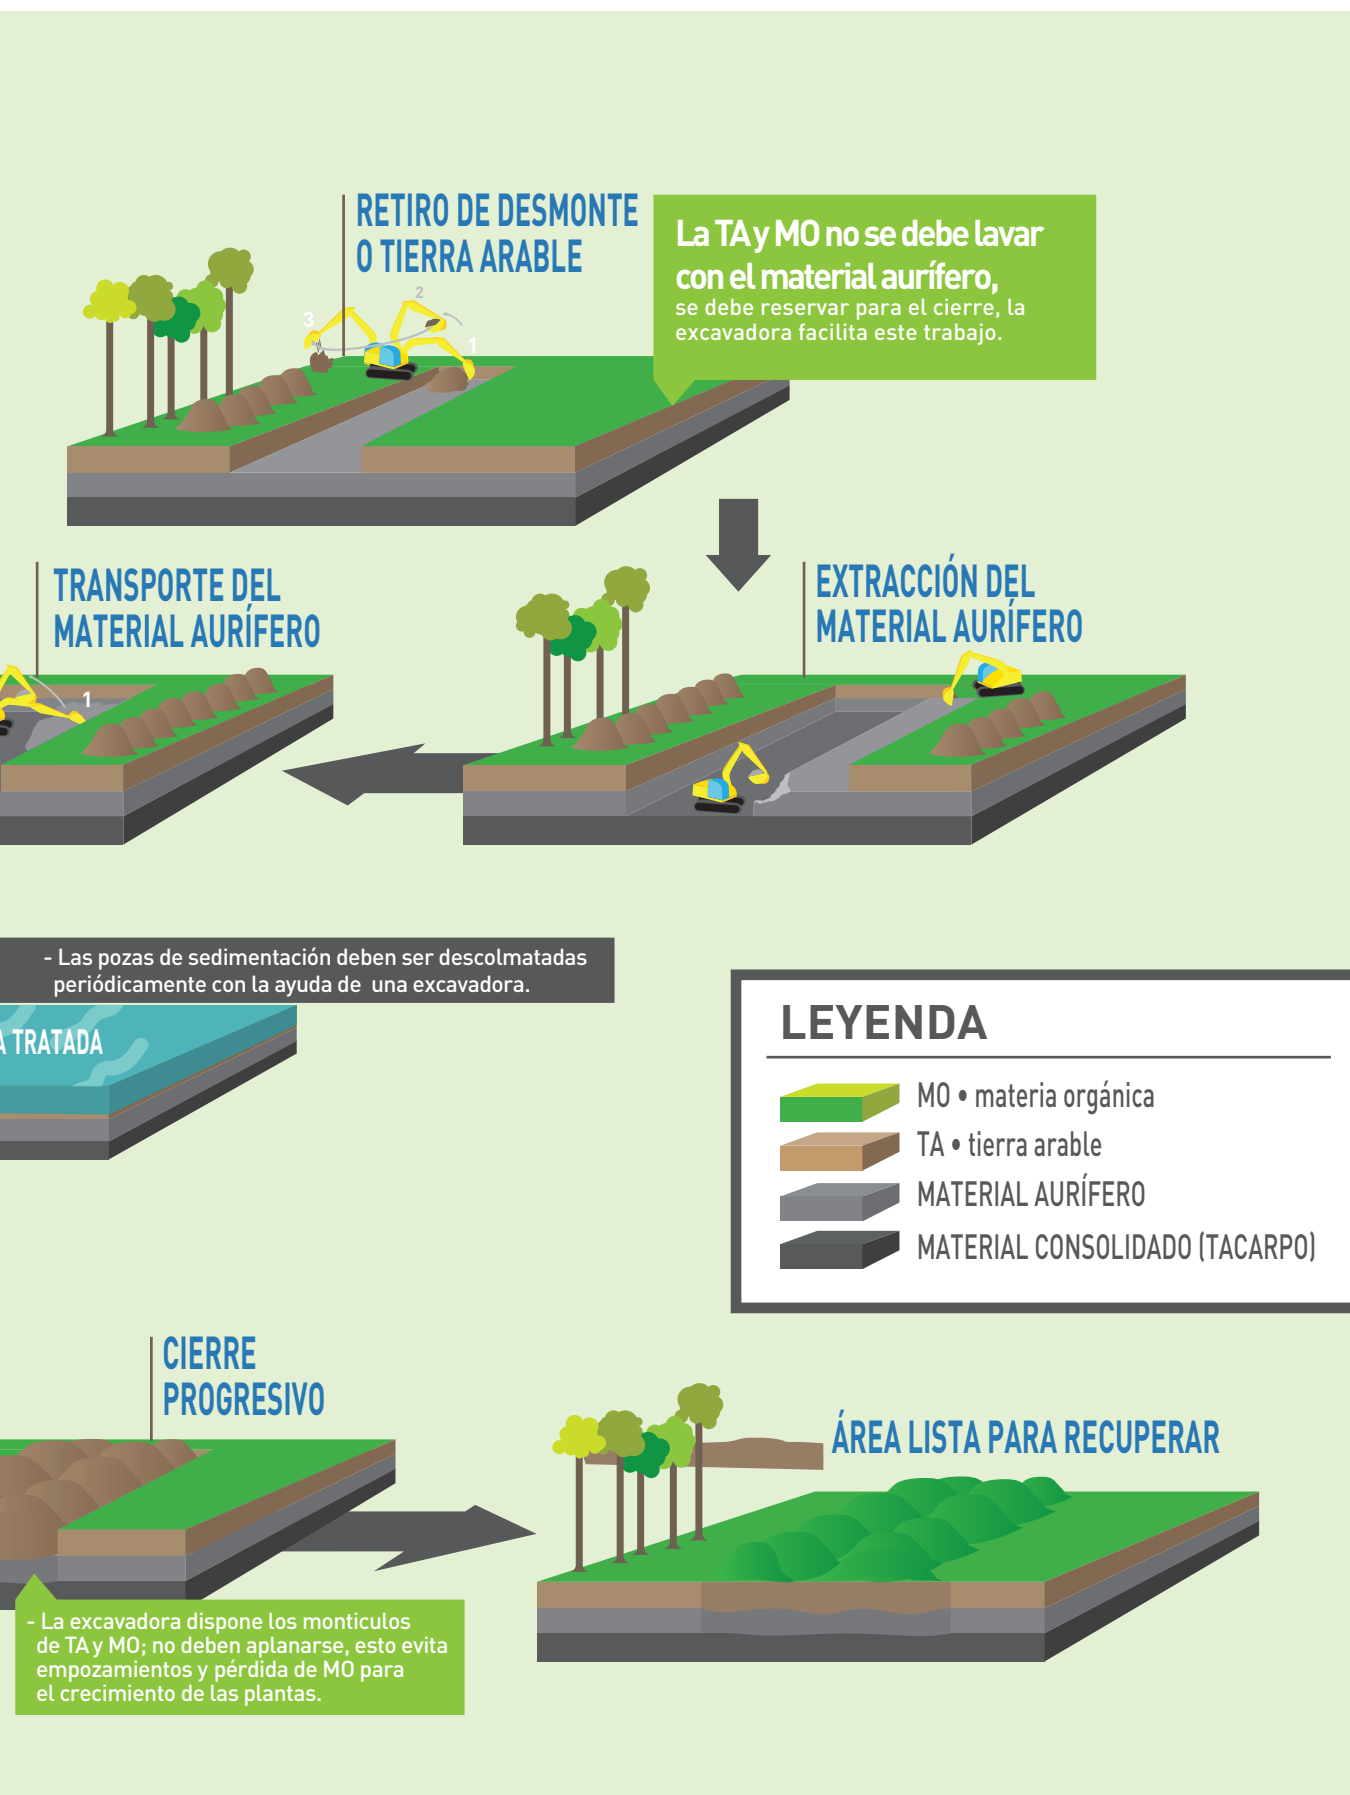 RETIRO DE DESMONTE
O TIERRA ARABLE
La TA y MO no se debe lavar
con el material aurífero,
se debe reservar para el cierre, la
excavadora facilita este trabajo.
3
2
1
TRANSPORTE DEL
MATERIAL AURÍFERO
1
EXTRACCIÓN DEL
MATERIAL AURÍFERO
- Las pozas de sedimentación deben ser descolmatadas
periódicamente con la ayuda de una excavadora.
A TRATADA
LEYENDA
MO • materia orgánica
TA • tierra arable
MATERIAL AURÍFERO
MATERIAL CONSOLIDADO (TACARPO)
CIERRE
PROGRESIVO
ÁREA LISTA PARA RECUPERAR
- La excavadora dispone los monticulos
de TA y MO; no deben aplanarse, esto evita
empozamientos y pérdida de MO para
el crecimiento de las plantas.